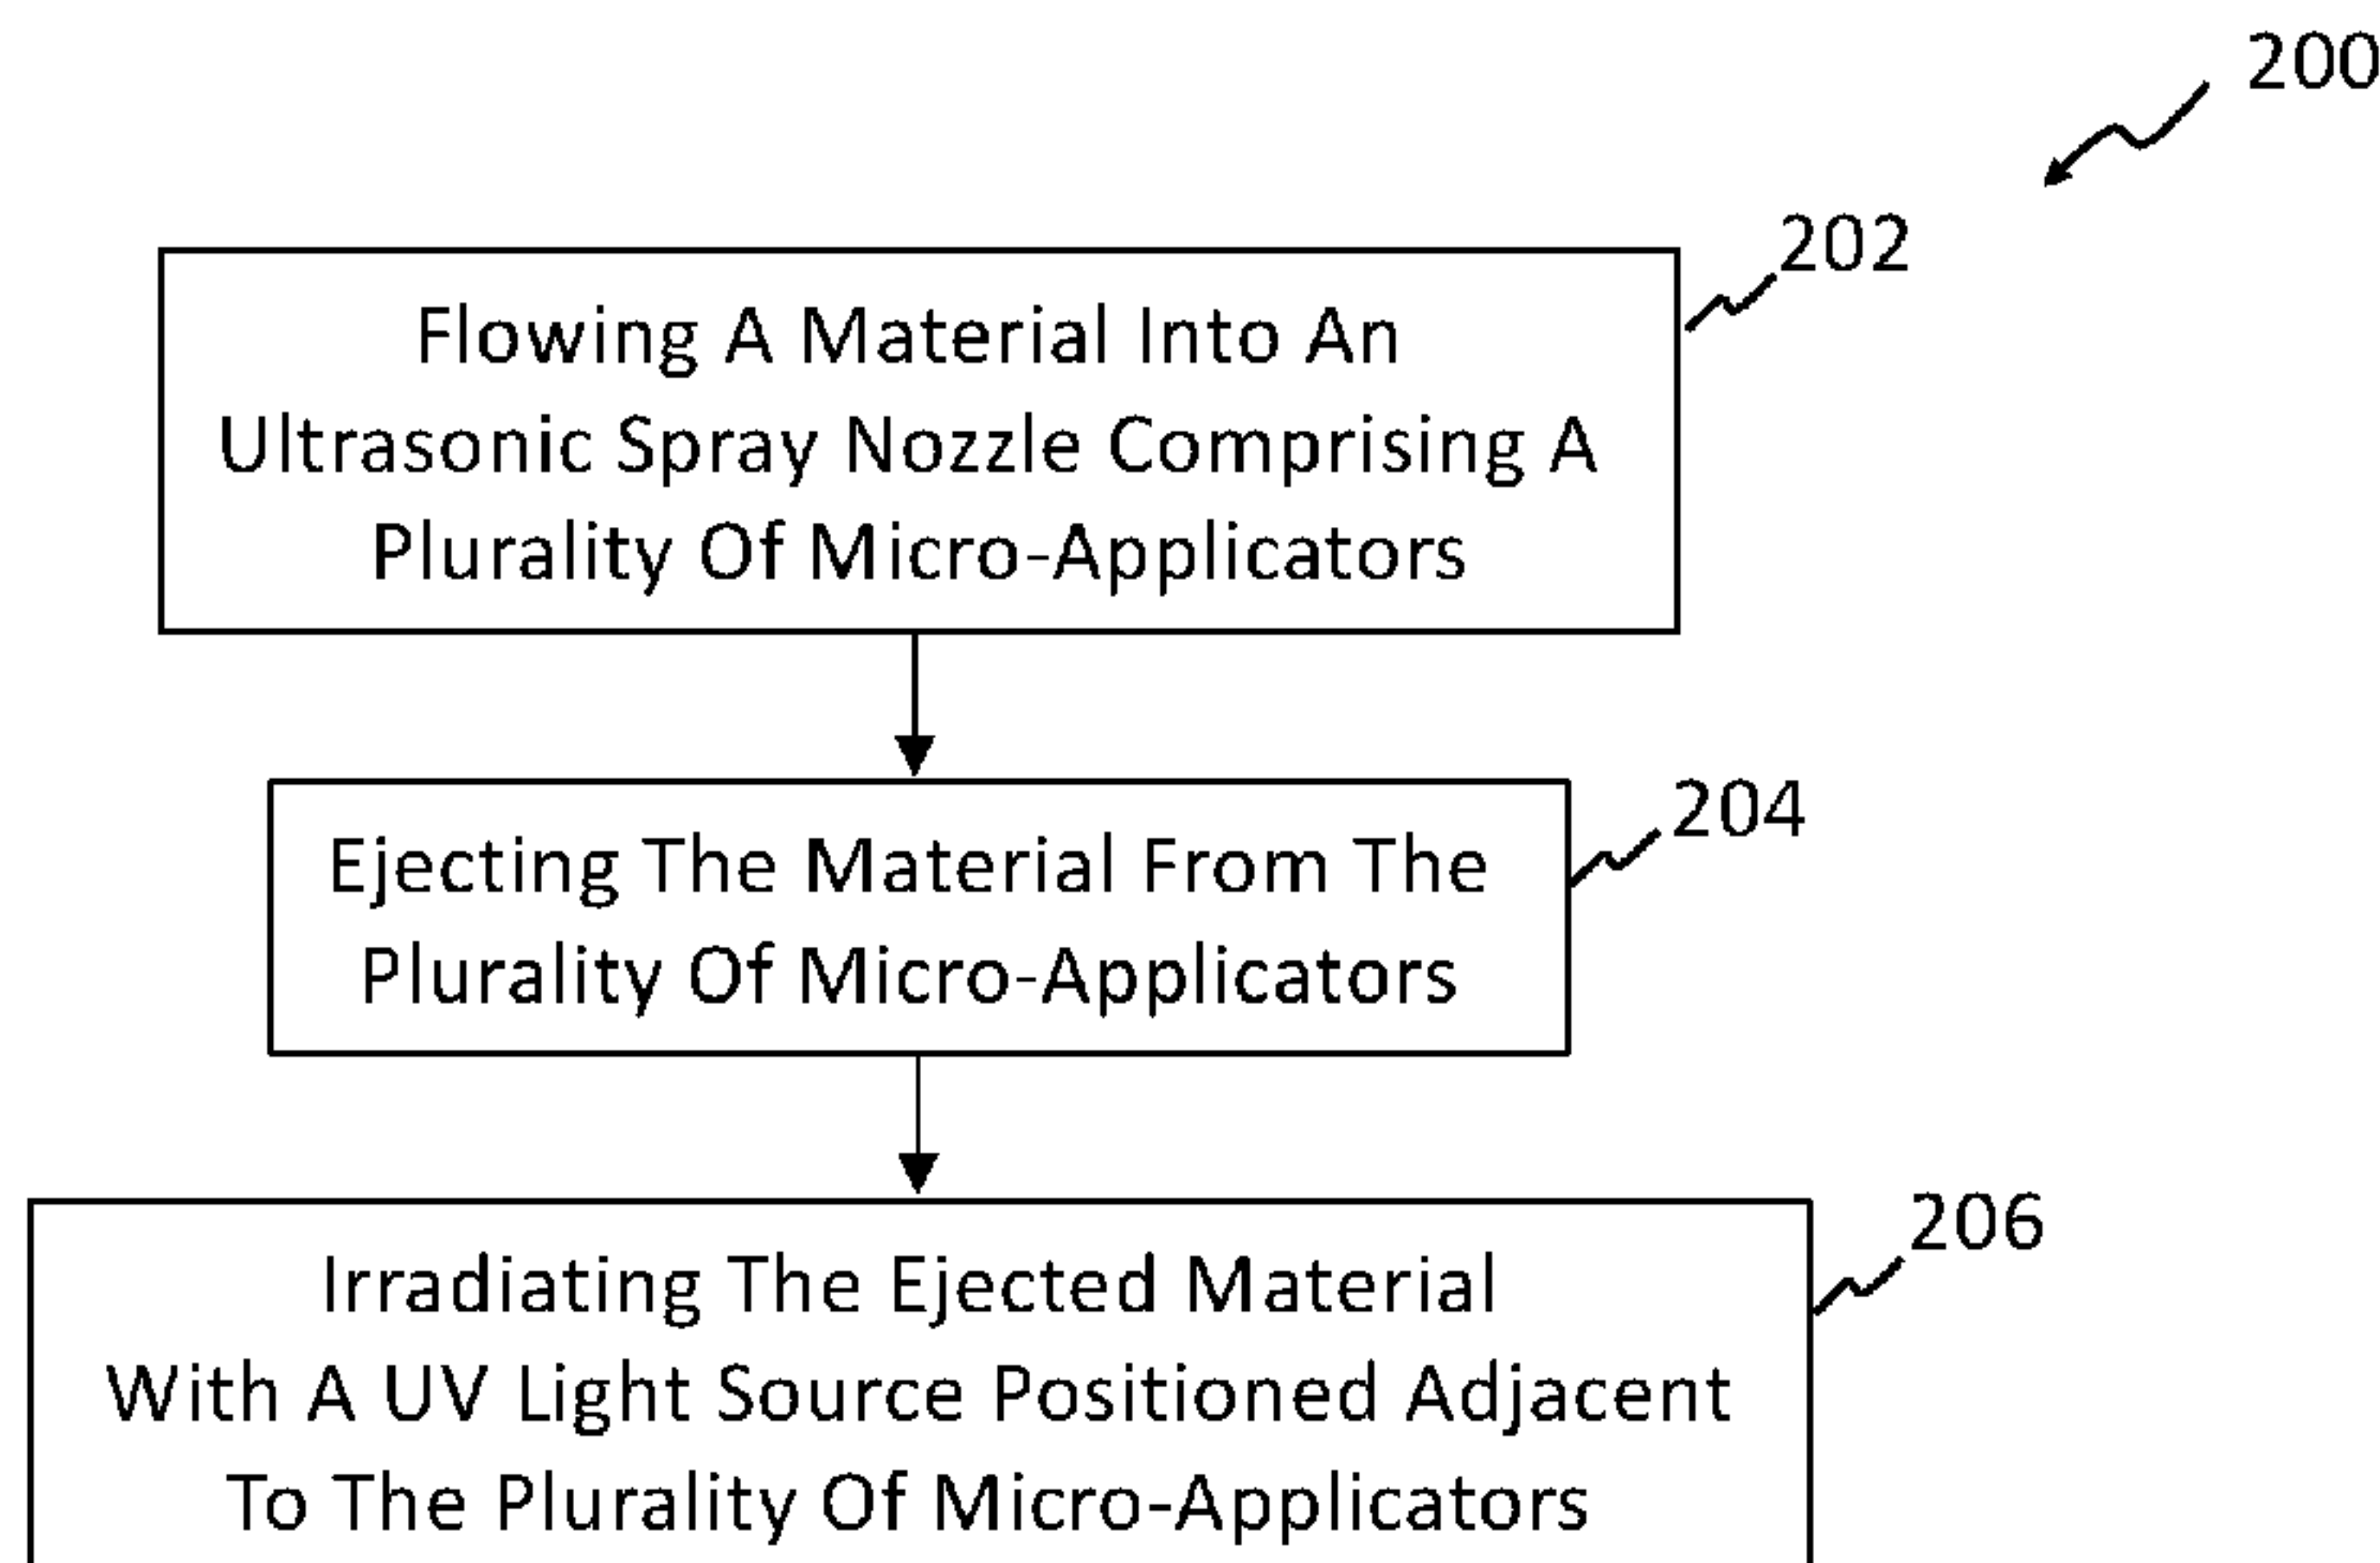 200
202
Flowing A Material Into An
Ultrasonic Spray Nozzle Comprising A
Plurality Of Micro-Applicators
204
Ejecting The Material From The
Plurality Of Micro-Applicators
206
Irradiating The Ejected Material
With A UV Light Source Positioned Adjacent
To The Plurality Of Micro-Applicators